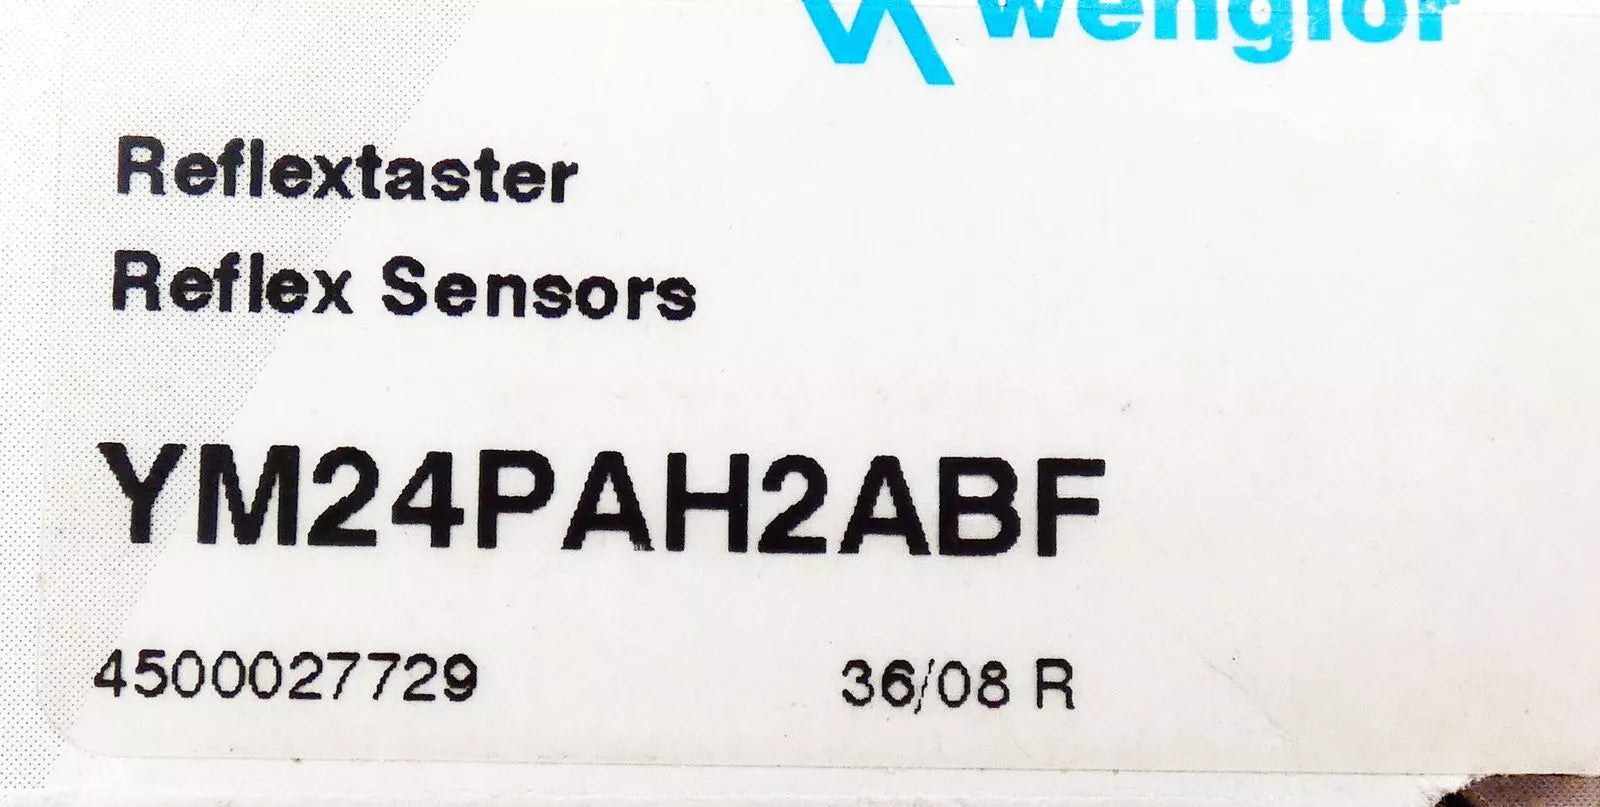 wenglor
Reflextaster
Reflex Sensors
YM24PAH2ABF
4500027729
36/08 R